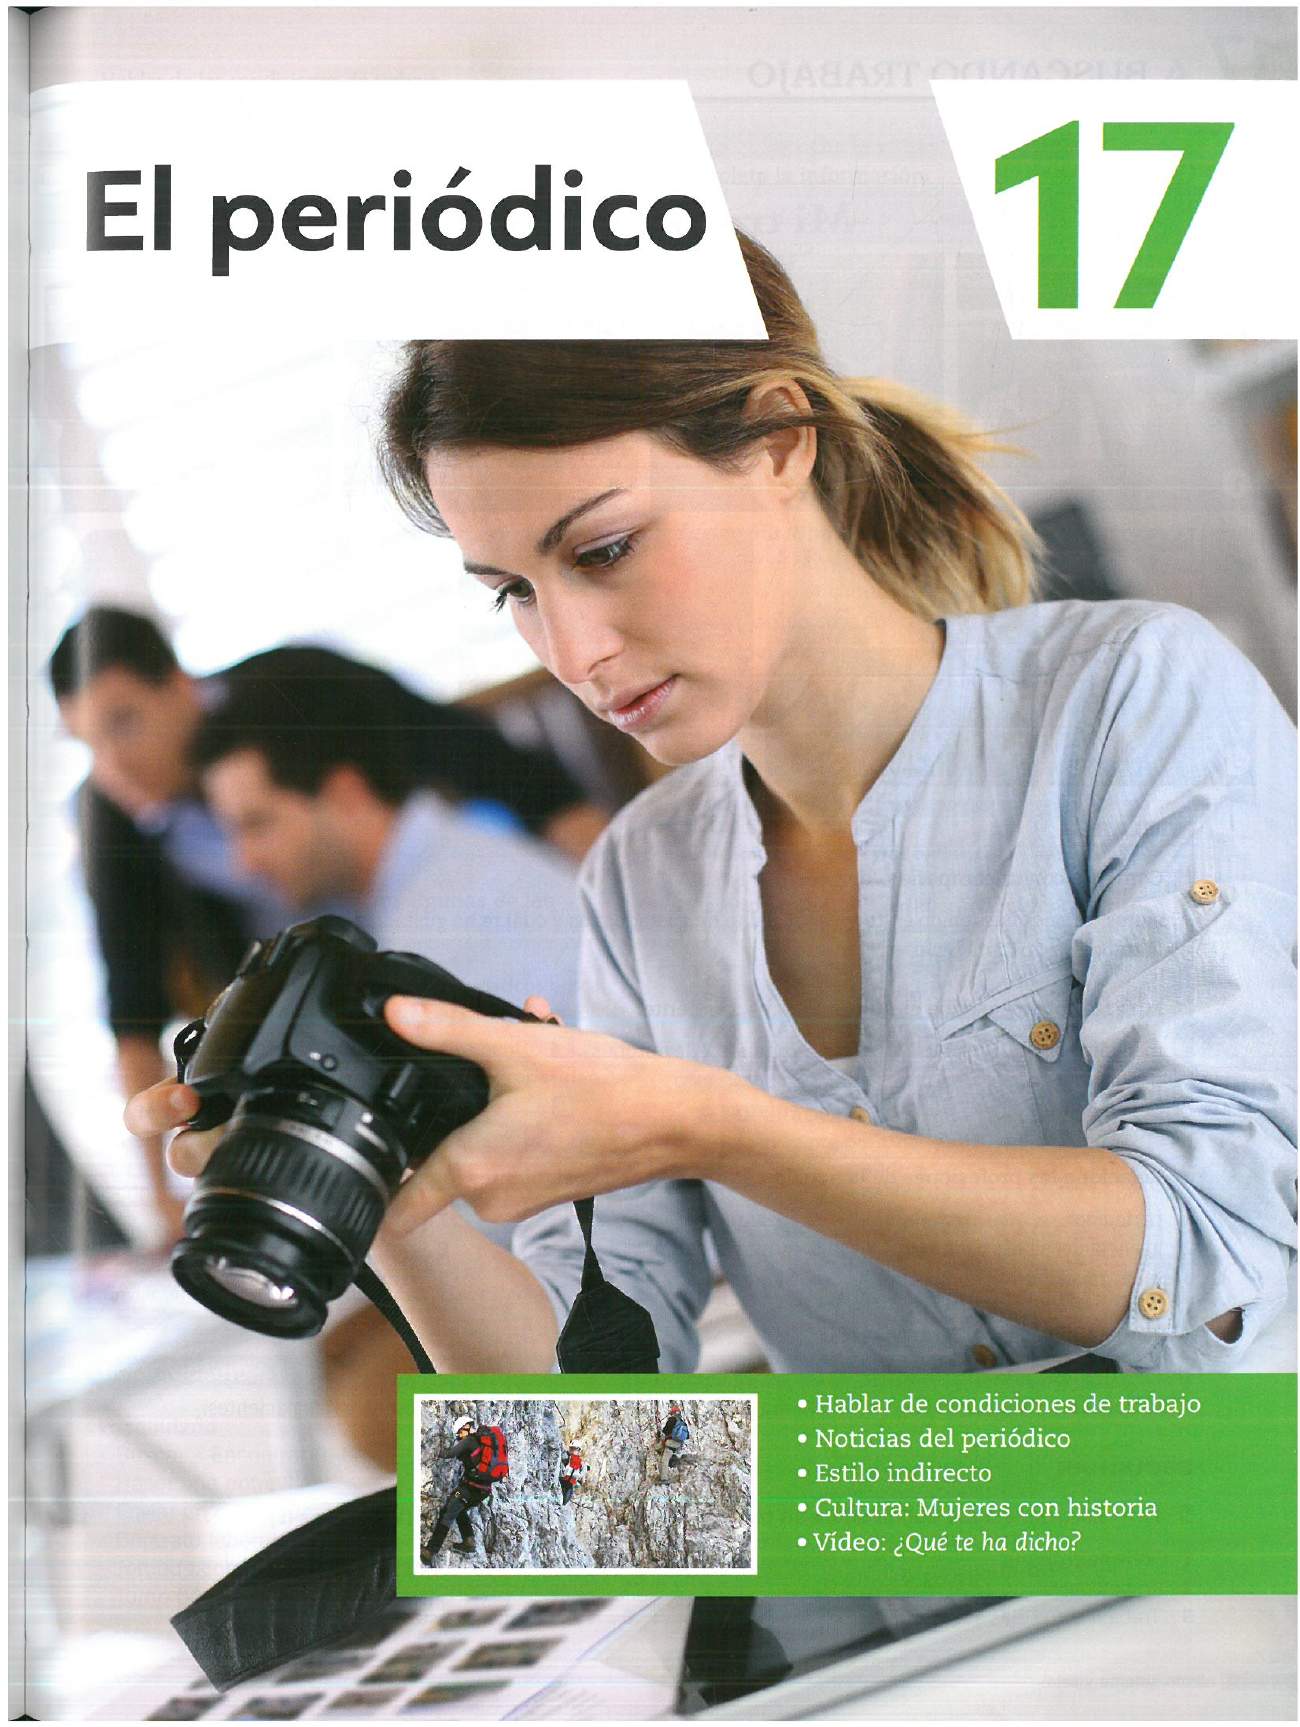 El periódico
17
• Hablar de condiciones de trabajo
• Noticias del periódico
• Estilo indirecto
• Cultura: Mujeres con historia
• Vídeo: ¿Qué te ha dicho?